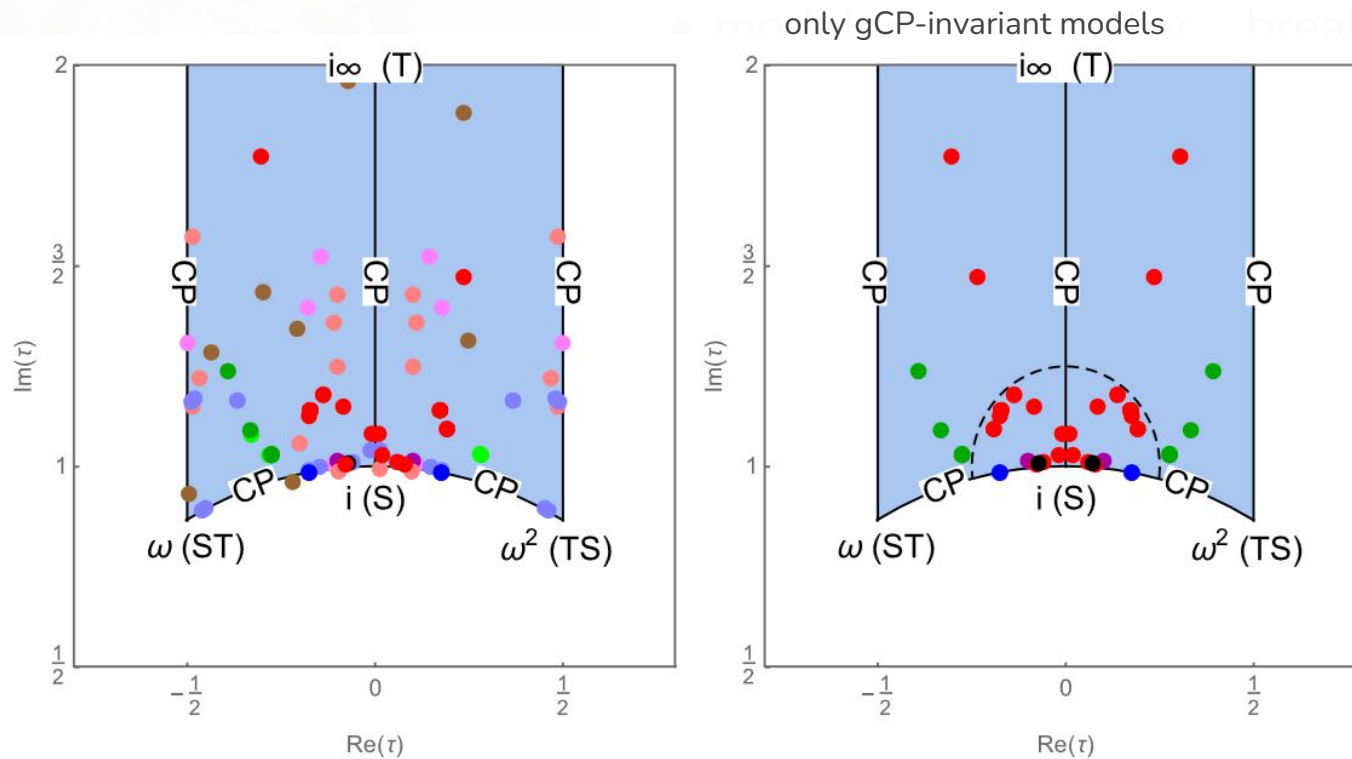 only gCP-invariant models
i∞ (T)
2
3
2
1
1
2
CP
CP
CP
CP
CP
i (S)
ω (ST)
ω² (TS)
-1
2
0
1
2
Im(τ)
Re(τ)
i∞ (T)
2
3
2
1
1
2
CP
CP
CP
CP
CP
i (S)
ω (ST)
ω² (TS)
-1
2
0
1
2
Im(τ)
Re(τ)